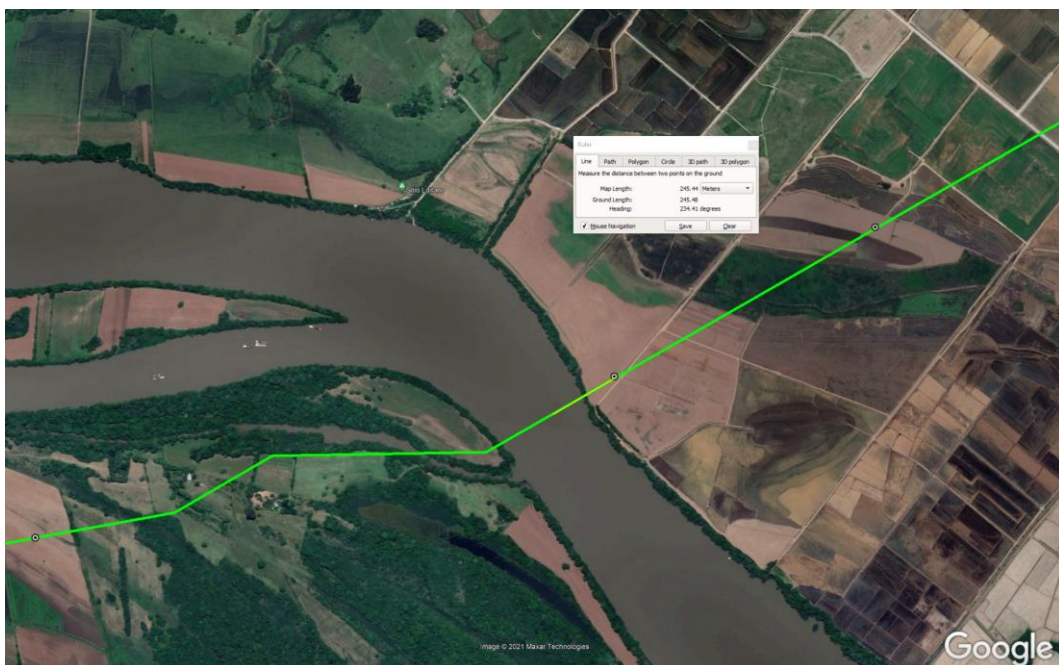 Ruler
Line Path Polygon Circle 3D path 3D polygon
Measure the distance between two points on the ground
Map Length: 245.44 Meters
Ground Length: 245.48
Heading: 234.41 degrees
Mouse Navigation Save Clear
Image © 2021 Maxar Technologies
Google